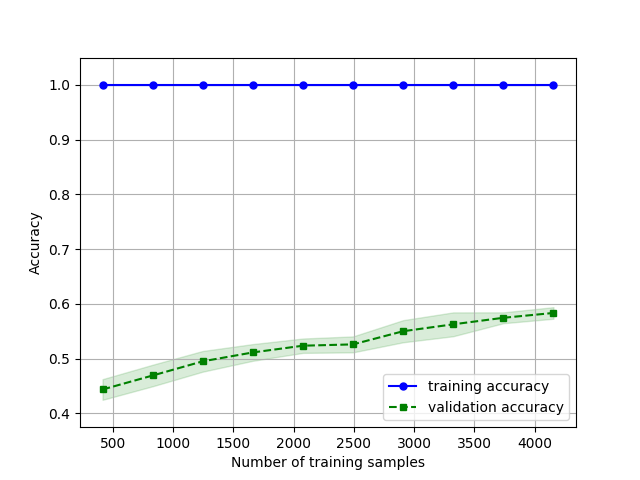 1.0
0.9
0.8
0.7
0.6
0.5
0.4
Accuracy
training accuracy
validation accuracy
500 1000 1500 2000 2500 3000 3500 4000
Number of training samples